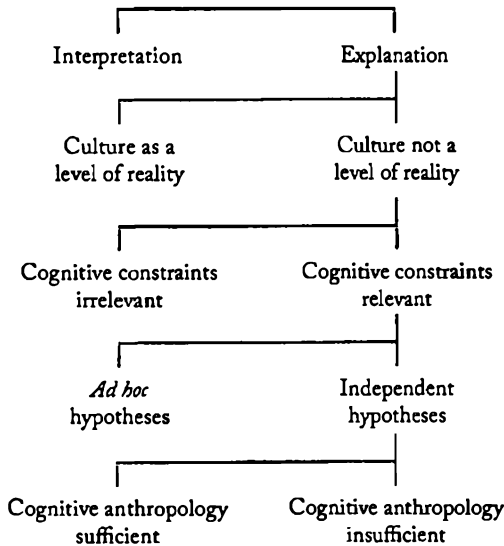 Interpretation
Explanation
Culture as a
level of reality
Culture not a
level of reality
Cognitive constraints
irrelevant
Cognitive constraints
relevant
Ad hoc
hypotheses
Independent
hypotheses
Cognitive anthropology
sufficient
Cognitive anthropology
insufficient